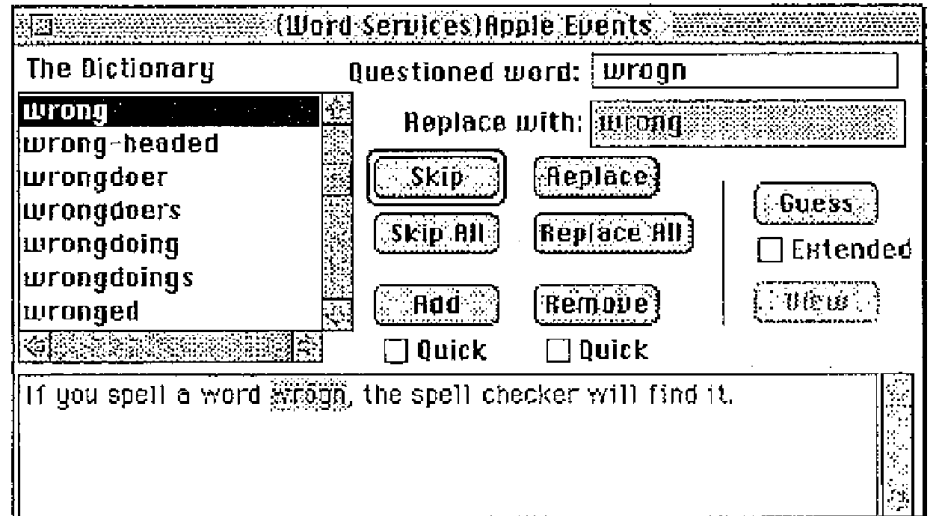 (Word Services)Apple Events
The Dictionary
Questioned word: wrogn
Replace with: wrong
wrong
wrong-headed
wrongdoer
wrongdoers
wrongdoing
wrongdoings
wronged
Skip
Replace
Guess
Skip All
Replace All
Extended
Add
Remove
View
Quick
Quick
If you spell a word wrogn, the spell checker will find it.